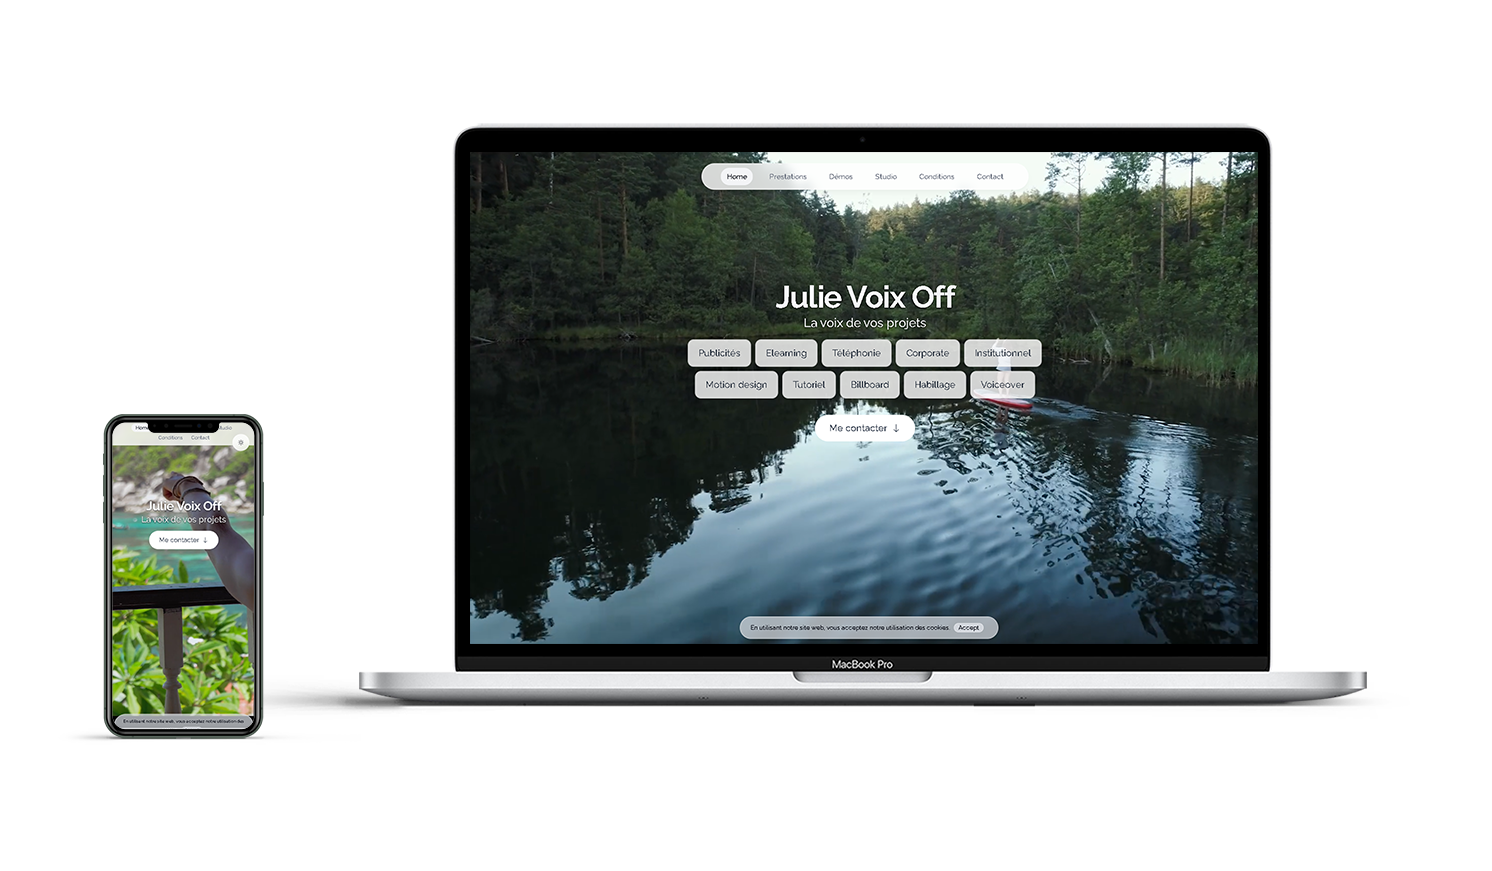 Home Prestations Démos Studio Conditions Contact
Julie Voix Off
La voix de vos projets
Publicités Elearning Téléphonie Corporate Institutionnel
Motion design Tutoriel Billboard Habillage Voiceover
Me contacter ↓
En utilisant notre site web, vous acceptez notre utilisation des cookies. Accept
MacBook Pro
Home
Conditions Contact
Julie Voix Off
La voix de vos projets
Me contacter ↓
En utilisant notre site web, vous acceptez notre utilisation des